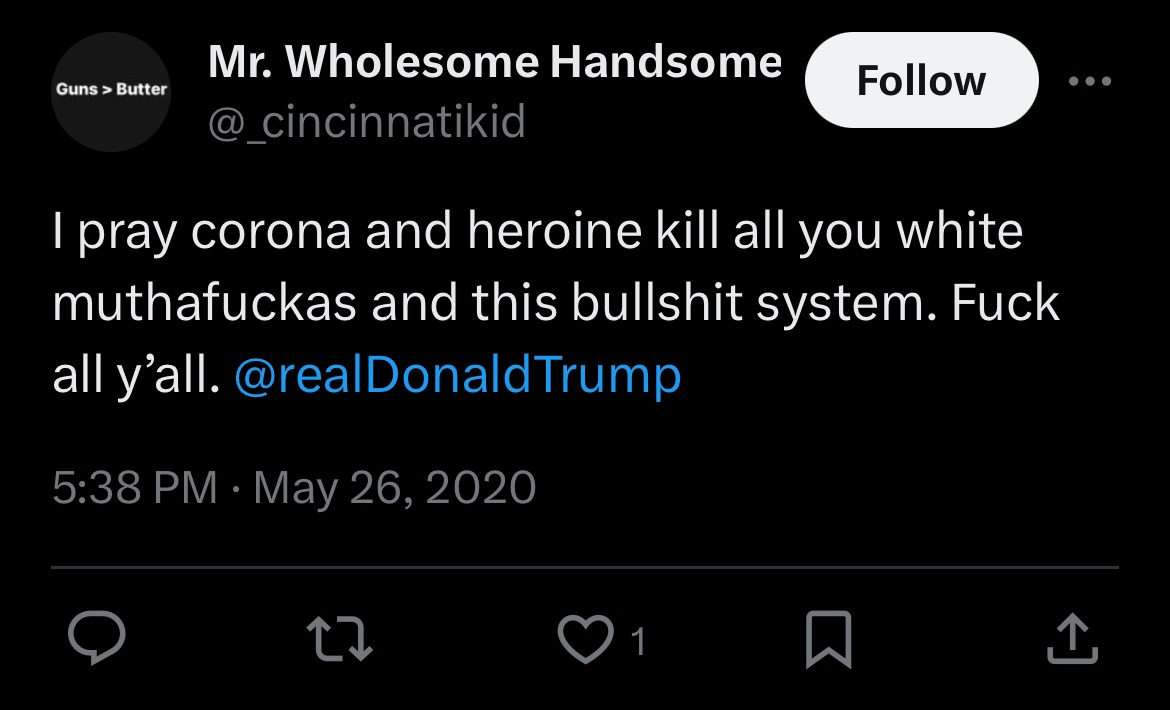 Guns > Butter
Mr. Wholesome Handsome
Follow
@_cincinnatikid
I pray corona and heroine kill all you white
muthafuckas and this bullshit system. Fuck
all y’all. @realDonaldTrump
5:38 PM · May 26, 2020
1